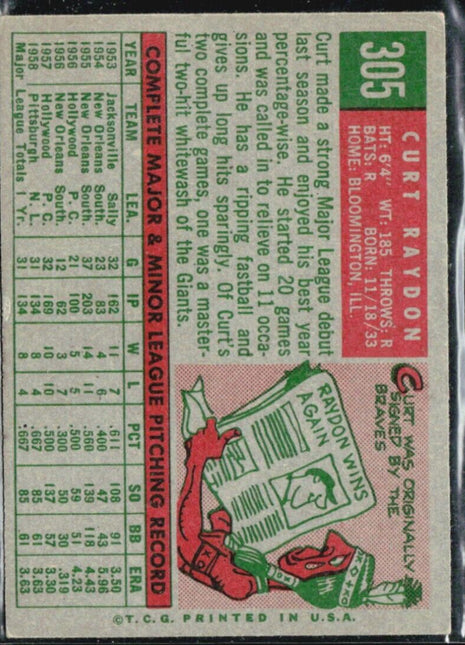 305
CURT RAYDON
HT: 6'4" WT: 185 THROWS: R
BATS: R BORN: 11/18/33
HOME: BLOOMINGTON, ILL.
Curt made a strong Major League debut
last season and enjoyed his best year
percentage-wise. He started 20 games
and was called in to relieve on 11 occa-
sions. He has a ripping fastball and
gives up long hits sparingly. Of Curt's
two complete games, one was a master-
ful two-hit whitewash of the Giants.
CURT WAS ORIGINALLY
SIGNED BY THE
BRAVES
RAYDON WINS
AGAIN
COMPLETE MAJOR & MINOR LEAGUE PITCHING RECORD
YEAR TEAM LEA. G IP W L PCT SO BB ERA
1953 Jacksonville Sally 32 162 11 7 .611 108 91 3.50
1954 New Orleans South. 23 83 4 6 .400 47 43 5.96
1955 New Orleans South. 37 203 14 11 .560 139 118 4.43
1956 Hollywood P. C. 21 100 5 5 .500 59 51 4.23
1956 New Orleans South. 12 62 3 7 .300 50 30 .319
1957 Hollywood P. C. 32 169 10 10 .500 137 57 3.30
1958 Pittsburgh N. L. 31 134 8 4 .667 85 61 3.63
Major League Totals 1 Yr. 31 134 8 4 .667 85 61 3.63
©T.C.G. PRINTED IN U.S.A.